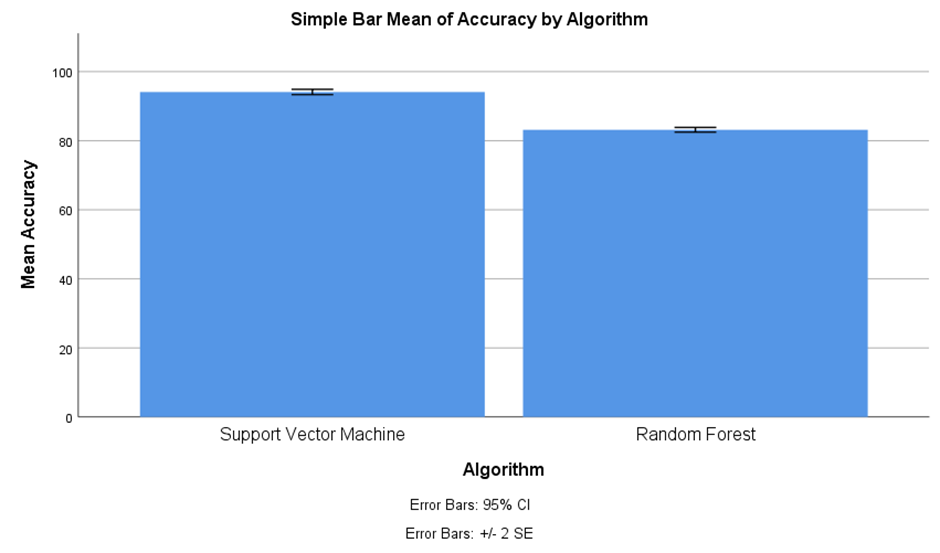 Simple Bar Mean of Accuracy by Algorithm
100
80
60
40
20
0
Mean Accuracy
Support Vector Machine
Random Forest
Algorithm
Error Bars: 95% CI
Error Bars: +/- 2 SE